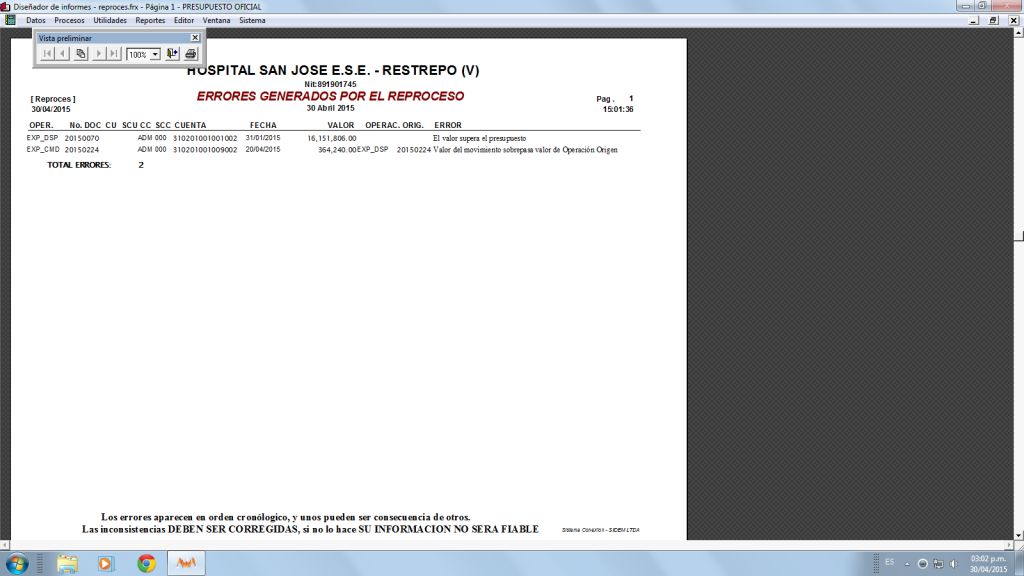 Diseñador de informes - reproces.frx - Página 1 - PRESUPUESTO OFICIAL
Datos Procesos Utilidades Reportes Editor Ventana Sistema
Vista preliminar
100%
HOSPITAL SAN JOSE E.S.E. - RESTREPO (V)
Nit:891901745
[ Reproces ] ERRORES GENERADOS POR EL REPROCESO Pag . 1
30/04/2015 30 Abril 2015 15:01:36
OPER. No. DOC CU SCU CC SCC CUENTA FECHA VALOR OPERAC. ORIG. ERROR
EXP_DSP 20150070 ADM 000 310201001001002 31/01/2015 16,151,806.00 El valor supera el presupuesto
EXP_CMD 20150224 ADM 000 310201001009002 20/04/2015 364,240.00 EXP_DSP 20150224 Valor del movimiento sobrepasa valor de Operación Origen
TOTAL ERRORES: 2
Los errores aparecen en orden cronólogico, y unos pueden ser consecuencia de otros.
Las inconsistencias DEBEN SER CORREGIDAS, si no lo hace SU INFORMACION NO SERA FIABLE Sistema Conexión - SIDEM LTDA
ES 03:02 p.m.
30/04/2015